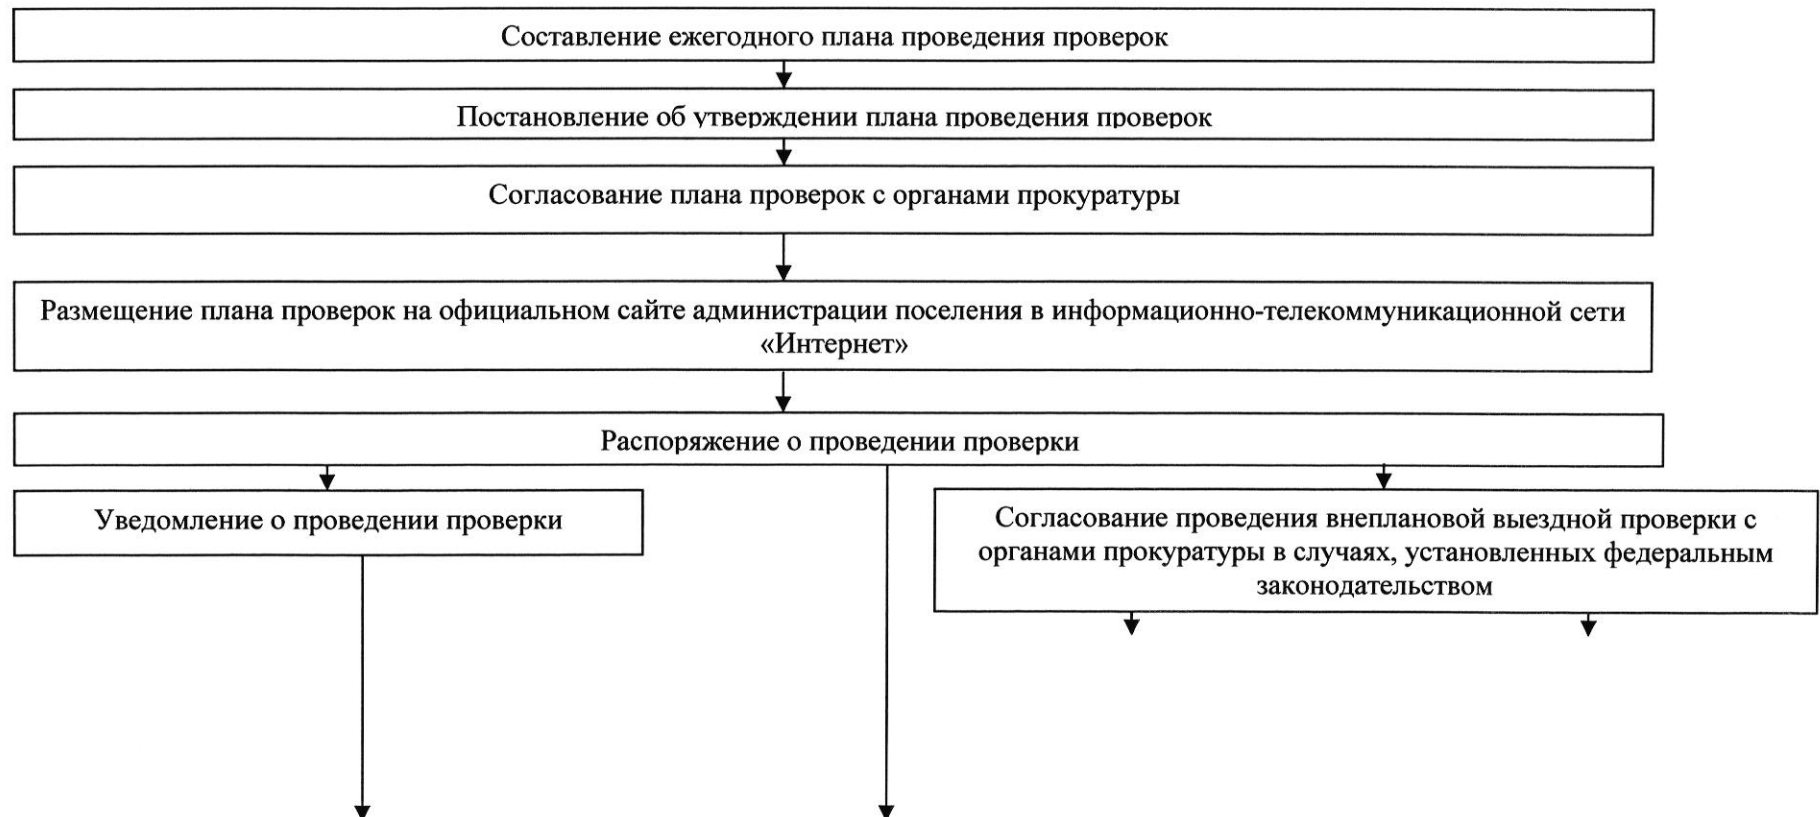 Составление ежегодного плана проведения проверок
Постановление об утверждении плана проведения проверок
Согласование плана проверок с органами прокуратуры
Размещение плана проверок на официальном сайте администрации поселения в информационно-телекоммуникационной сети
«Интернет»
Распоряжение о проведении проверки
Уведомление о проведении проверки
Согласование проведения внеплановой выездной проверки с
органами прокуратуры в случаях, установленных федеральным
законодательством